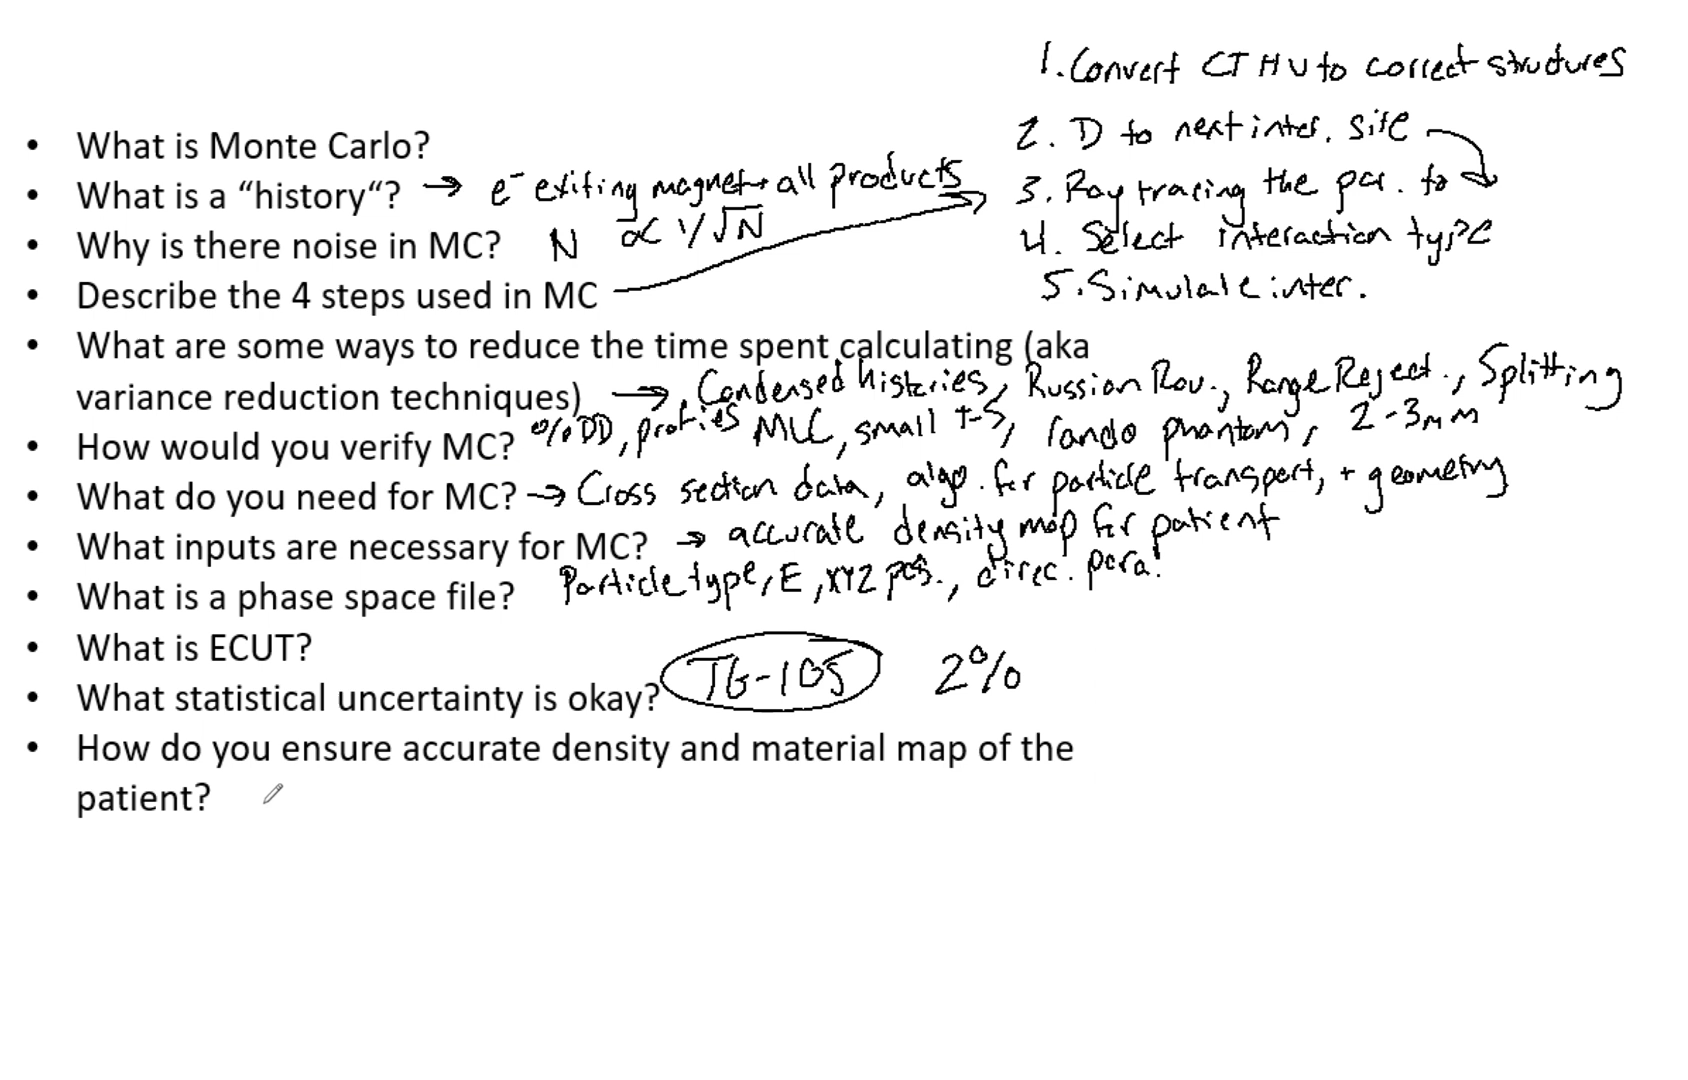 1. Convert CT HU to correct structures
2. D to next inter. site
3. Ray tracing the par. to
4. Select interaction type
5. Simulate inter.
• What is Monte Carlo?
• What is a “history“? → e⁻ exiting magnet + all products
• Why is there noise in MC? N ∝ 1/√N
• Describe the 4 steps used in MC
• What are some ways to reduce the time spent calculating (aka
variance reduction techniques) → Condensed histories, Russian Rou., Range Reject., Splitting
• How would you verify MC? %DD, profiles MLC, small f-s, rando phantom, 2-3mm
• What do you need for MC? → Cross section data, algo. for particle transport, + geometry
• What inputs are necessary for MC? → accurate density map for patient
• What is a phase space file? Particle type, E, XYZ pos., direc. para.
• What is ECUT?
• What statistical uncertainty is okay? TG-105 2%
• How do you ensure accurate density and material map of the
patient?